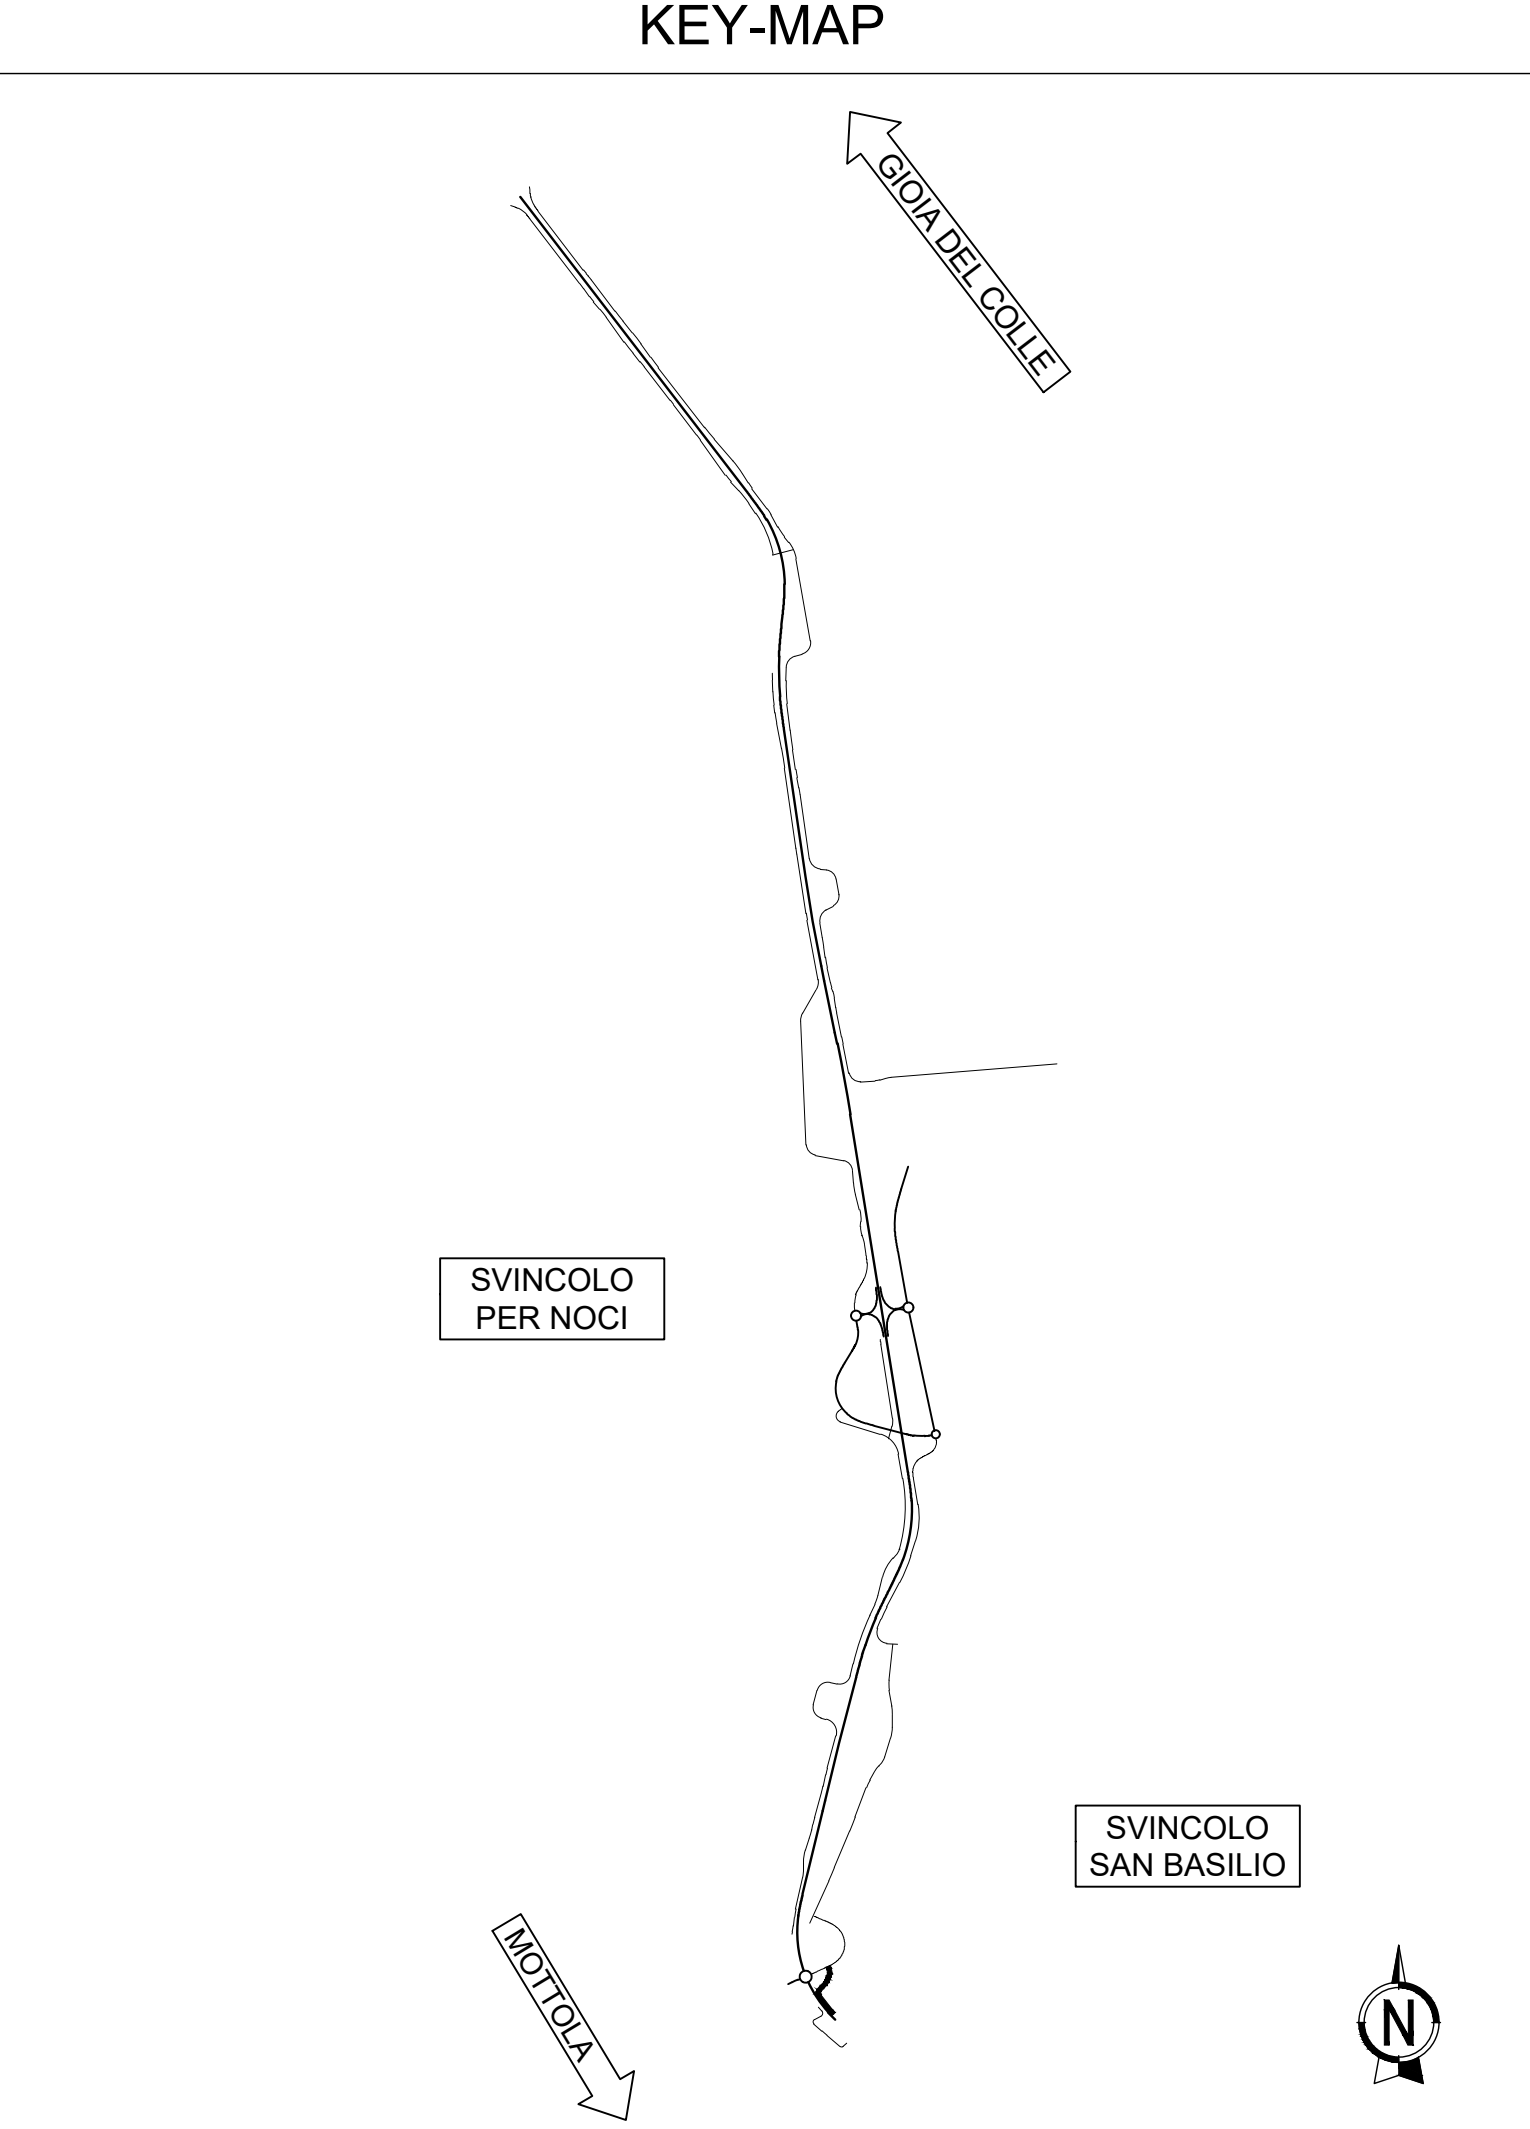 KEY-MAP
GIOIA DEL COLLE
SVINCOLO
PER NOCI
SVINCOLO
SAN BASILIO
MOTTOLA
N